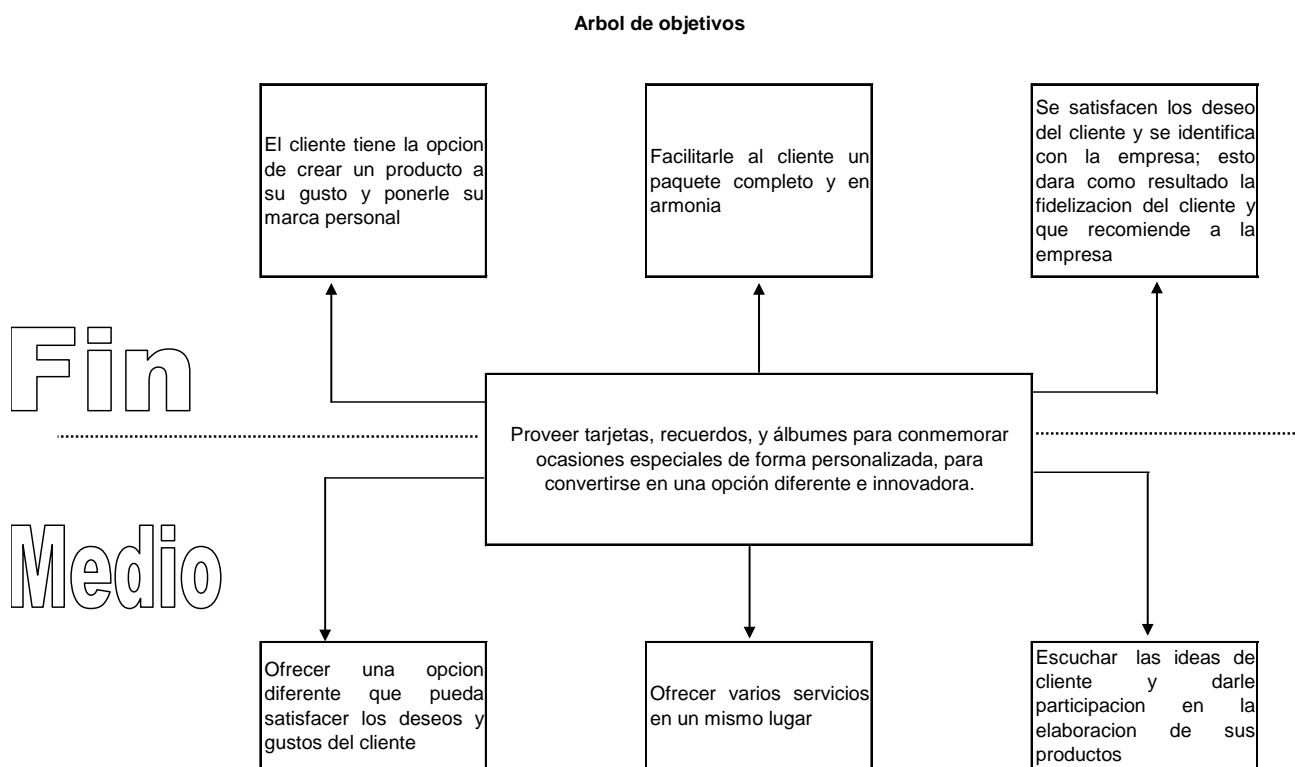 Arbol de objetivos
El cliente tiene la opcion
de crear un producto a
su gusto y ponerle su
marca personal
Facilitarle al cliente un
paquete completo y en
armonia
Se satisfacen los deseo
del cliente y se identifica
con la empresa; esto
dara como resultado la
fidelizacion del cliente y
que recomiende a la
empresa
Fin
Proveer tarjetas, recuerdos, y álbumes para conmemorar
ocasiones especiales de forma personalizada, para
convertirse en una opción diferente e innovadora.
Medio
Ofrecer una opcion
diferente que pueda
satisfacer los deseos y
gustos del cliente
Ofrecer varios servicios
en un mismo lugar
Escuchar las ideas de
cliente y darle
participacion en la
elaboracion de sus
productos